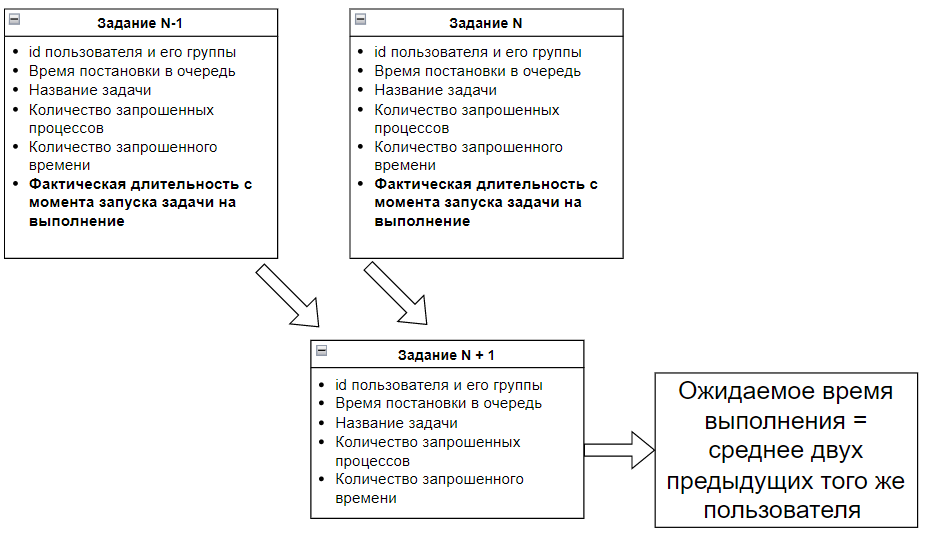 Задание N-1
• id пользователя и его группы
• Время постановки в очередь
• Название задачи
• Количество запрошенных
процессов
• Количество запрошенного
времени
• Фактическая длительность с
момента запуска задачи на
выполнение
Задание N
• id пользователя и его группы
• Время постановки в очередь
• Название задачи
• Количество запрошенных
процессов
• Количество запрошенного
времени
• Фактическая длительность с
момента запуска задачи на
выполнение
Задание N + 1
• id пользователя и его группы
• Время постановки в очередь
• Название задачи
• Количество запрошенных
процессов
• Количество запрошенного
времени
Ожидаемое время
выполнения =
среднее двух
предыдущих того же
пользователя